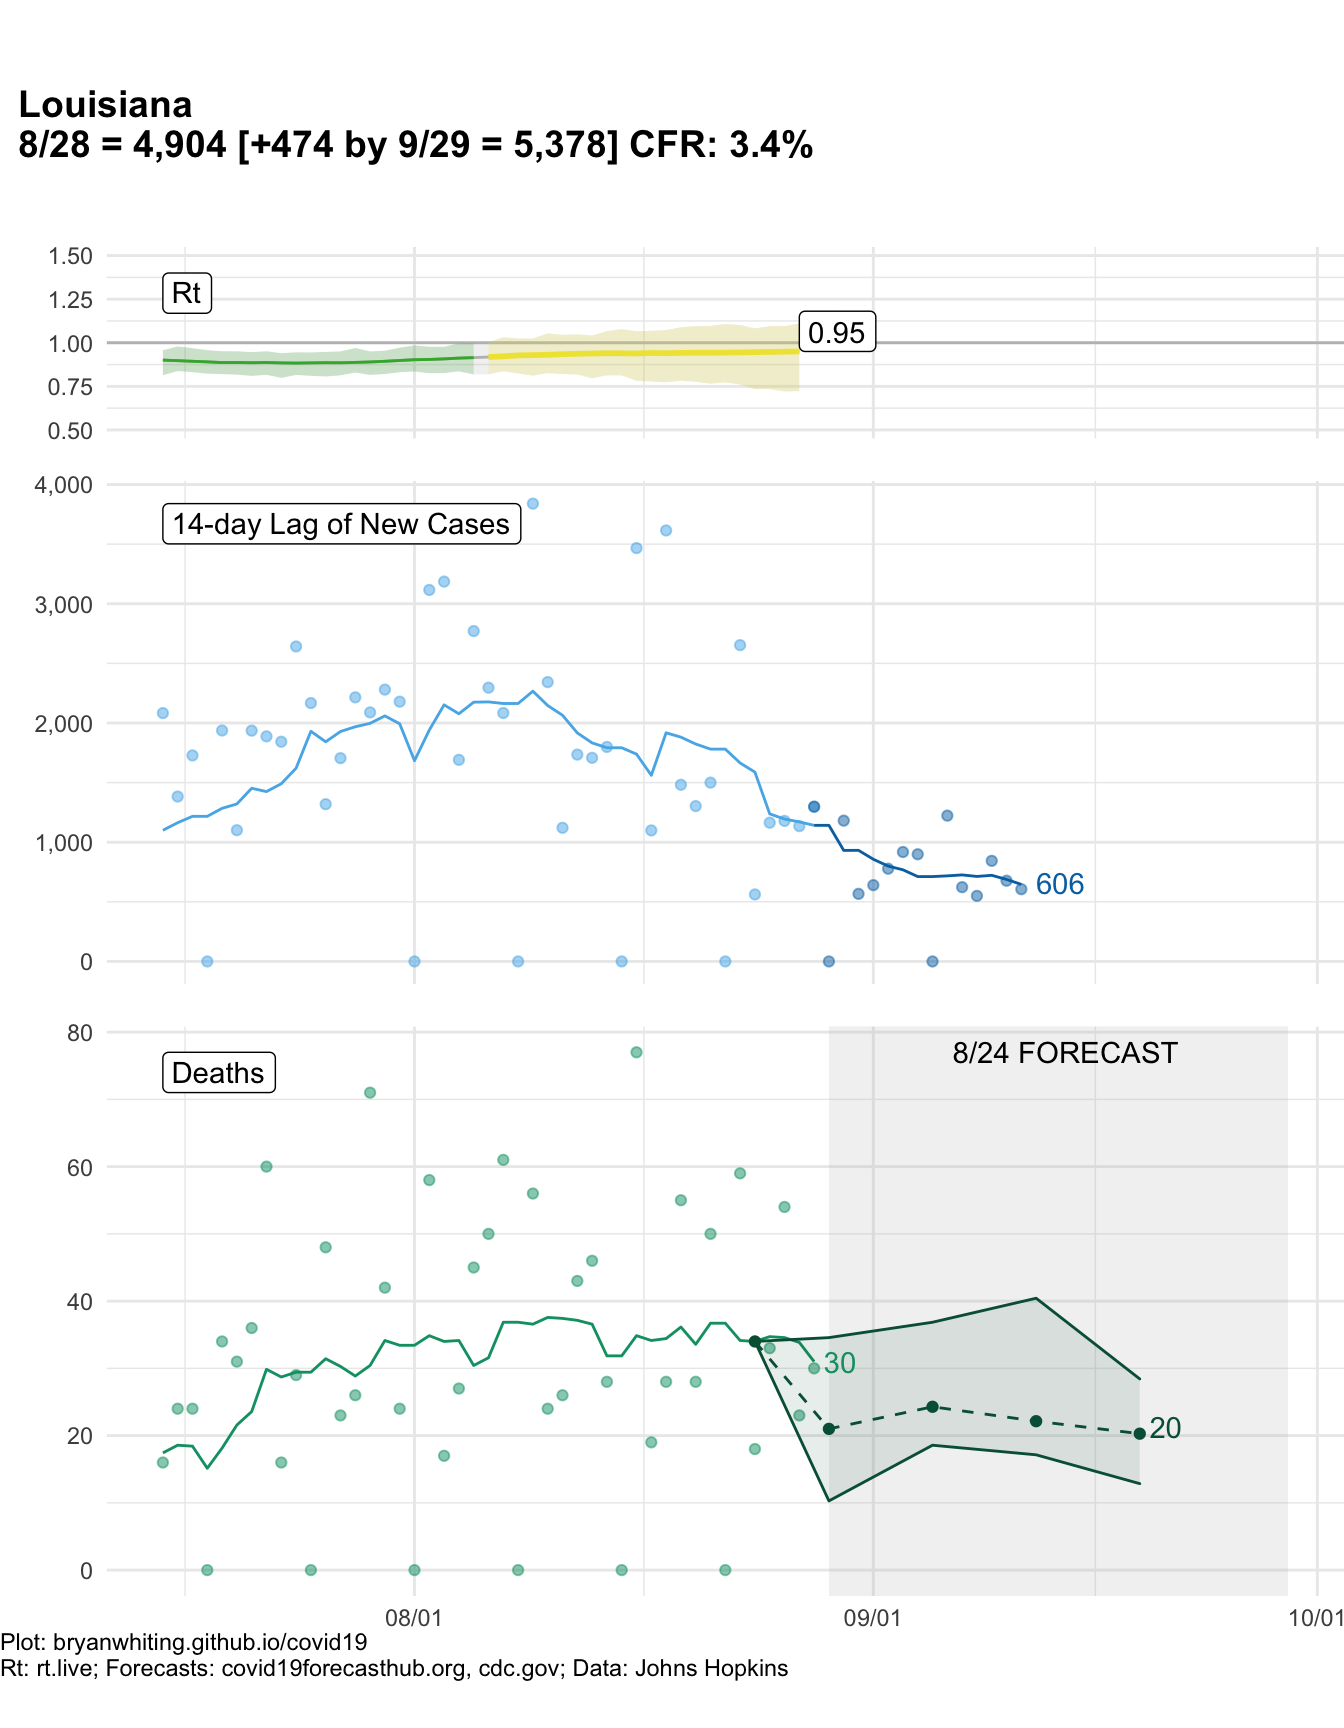 Louisiana
8/28 = 4,904 [+474 by 9/29 = 5,378] CFR: 3.4%
1.50
1.25
1.00
0.75
0.50
Rt
0.95
4,000
3,000
2,000
1,000
0
14-day Lag of New Cases
606
80
60
40
20
0
Deaths
8/24 FORECAST
30
20
08/01
09/01
10/01
Plot: bryanwhiting.github.io/covid19
Rt: rt.live; Forecasts: covid19forecasthub.org, cdc.gov; Data: Johns Hopkins